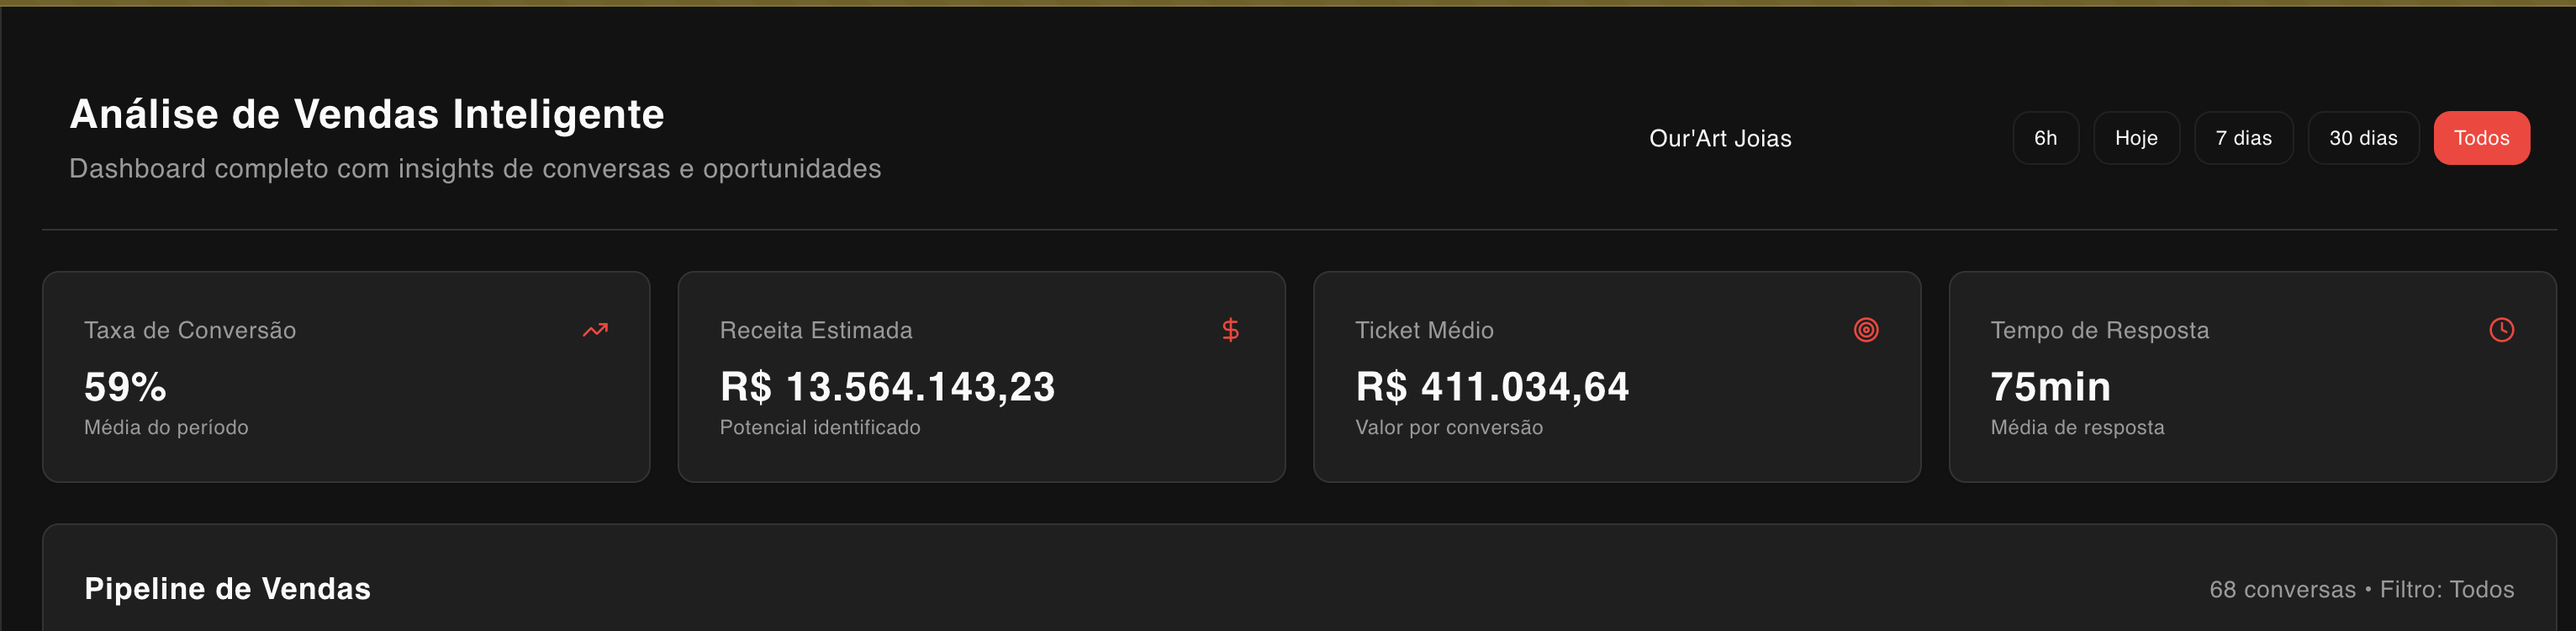 Análise de Vendas Inteligente
Dashboard completo com insights de conversas e oportunidades
Our'Art Joias
6h
Hoje
7 dias
30 dias
Todos
Taxa de Conversão
59%
Média do período
Receita Estimada
R$ 13.564.143,23
Potencial identificado
Ticket Médio
R$ 411.034,64
Valor por conversão
Tempo de Resposta
75min
Média de resposta
Pipeline de Vendas
68 conversas • Filtro: Todos